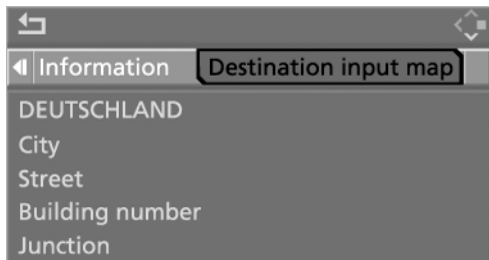 Information Destination input map
DEUTSCHLAND
City
Street
Building number
Junction